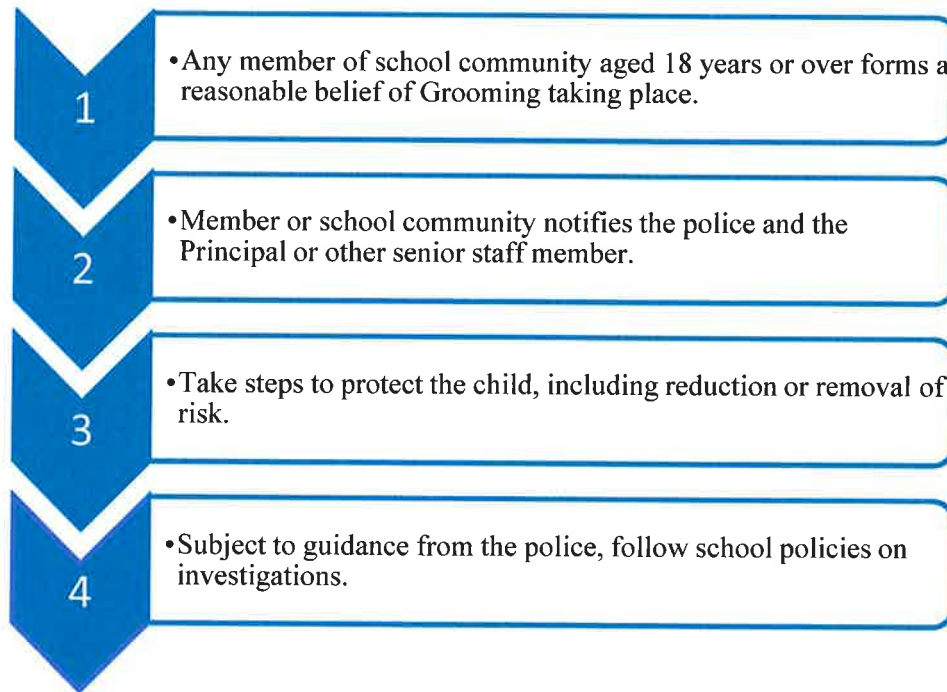 1
•Any member of school community aged 18 years or over forms a
reasonable belief of Grooming taking place.
2
•Member or school community notifies the police and the
Principal or other senior staff member.
3
•Take steps to protect the child, including reduction or removal of
risk.
4
•Subject to guidance from the police, follow school policies on
investigations.